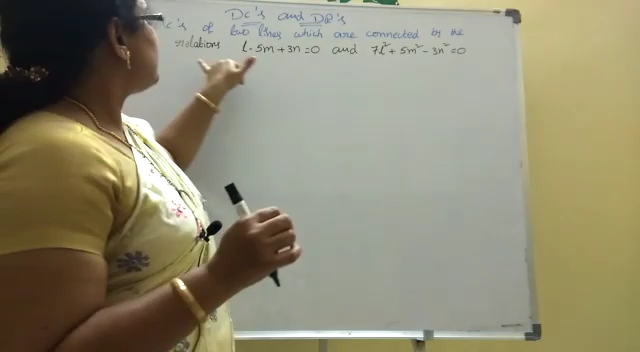 DC's and DR's
DC's of two lines which are connected by the
relations l - 5m + 3n = 0 and 7l² + 5m² - 3n² = 0